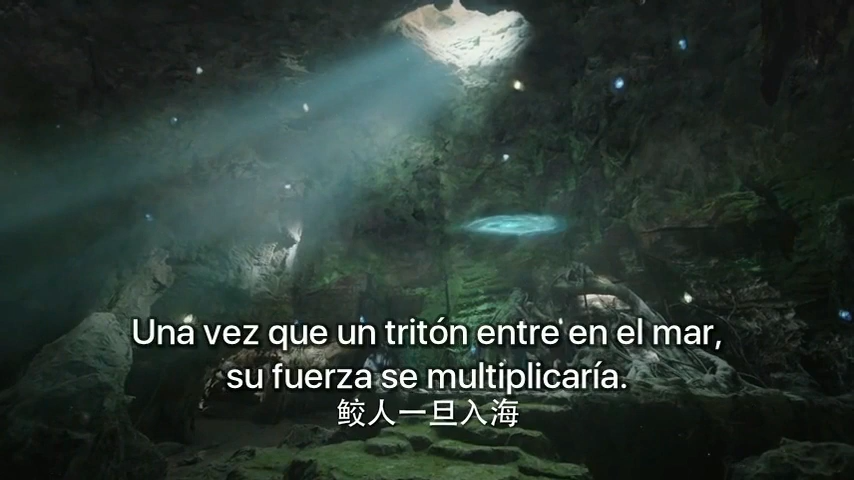 Una vez que un tritón entre en el mar,
su fuerza se multiplicaría.
鲛人一旦入海